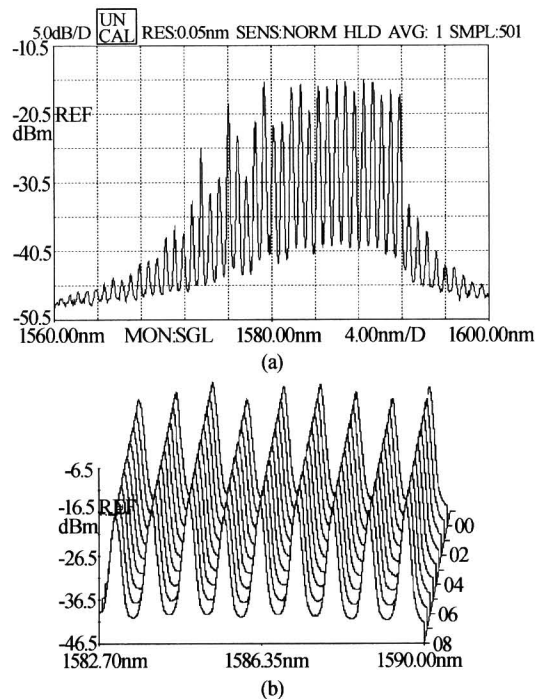 5.0dB/D UN CAL RES:0.05nm SENS:NORM HLD AVG: 1 SMPL:501
-10.5
-20.5 REF
dBm
-30.5
-40.5
-50.5
1560.00nm MON:SGL 1580.00nm 4.00nm/D 1600.00nm
(a)
-6.5
-16.5 REF
dBm
-26.5
-36.5
-46.5
00
02
04
06
08
1582.70nm 1586.35nm 1590.00nm
(b)